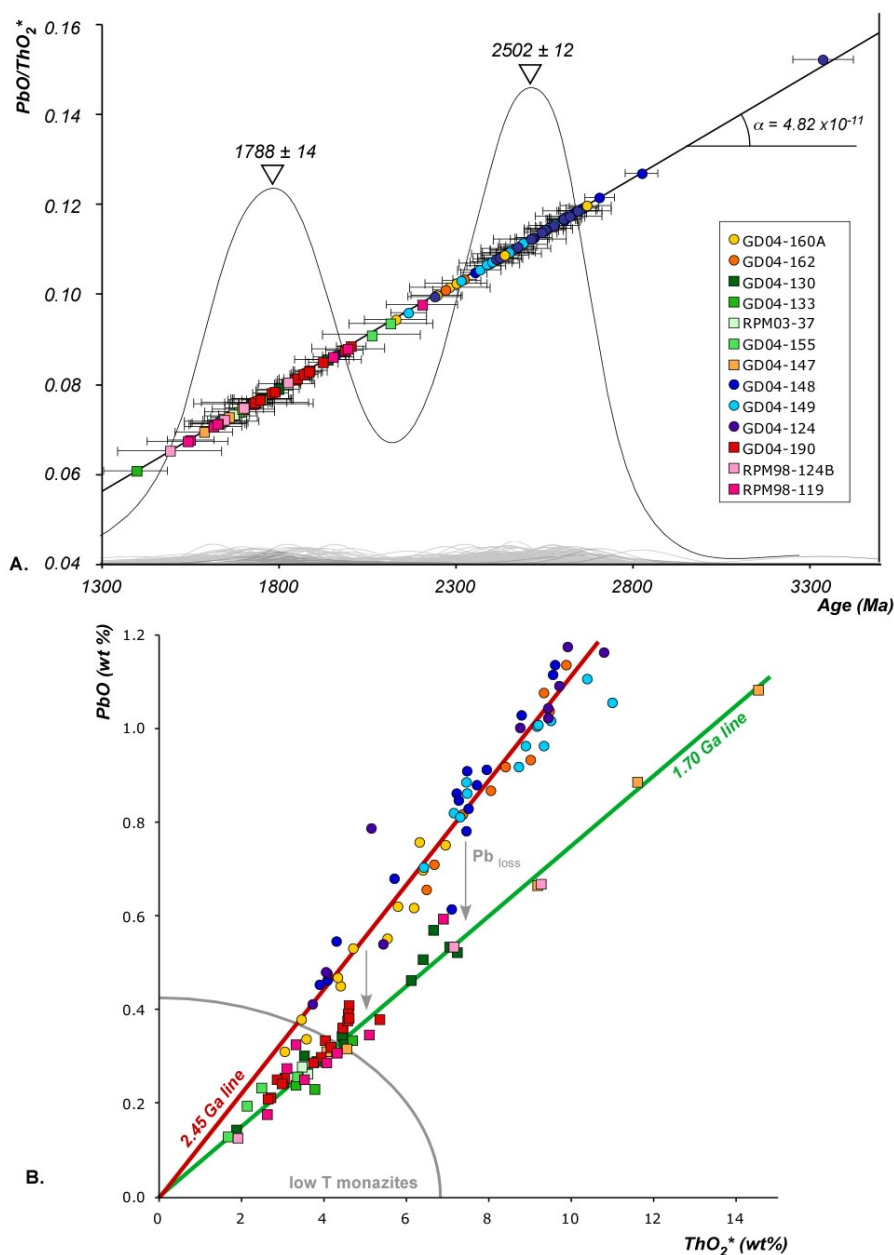 PbO/ThO2*
0.16
0.14
0.12
0.10
0.08
0.06
0.04
2502 ± 12
1788 ± 14
α = 4.82 x10-11
GD04-160A
GD04-162
GD04-130
GD04-133
RPM03-37
GD04-155
GD04-147
GD04-148
GD04-149
GD04-124
GD04-190
RPM98-124B
RPM98-119
A.
1300 1800 2300 2800 3300
Age (Ma)
PbO (wt %)
1.2
1.0
0.8
0.6
0.4
0.2
0.0
1.70 Ga line
Pb loss
2.45 Ga line
low T monazites
B.
0 2 4 6 8 10 12 14
ThO2* (wt%)